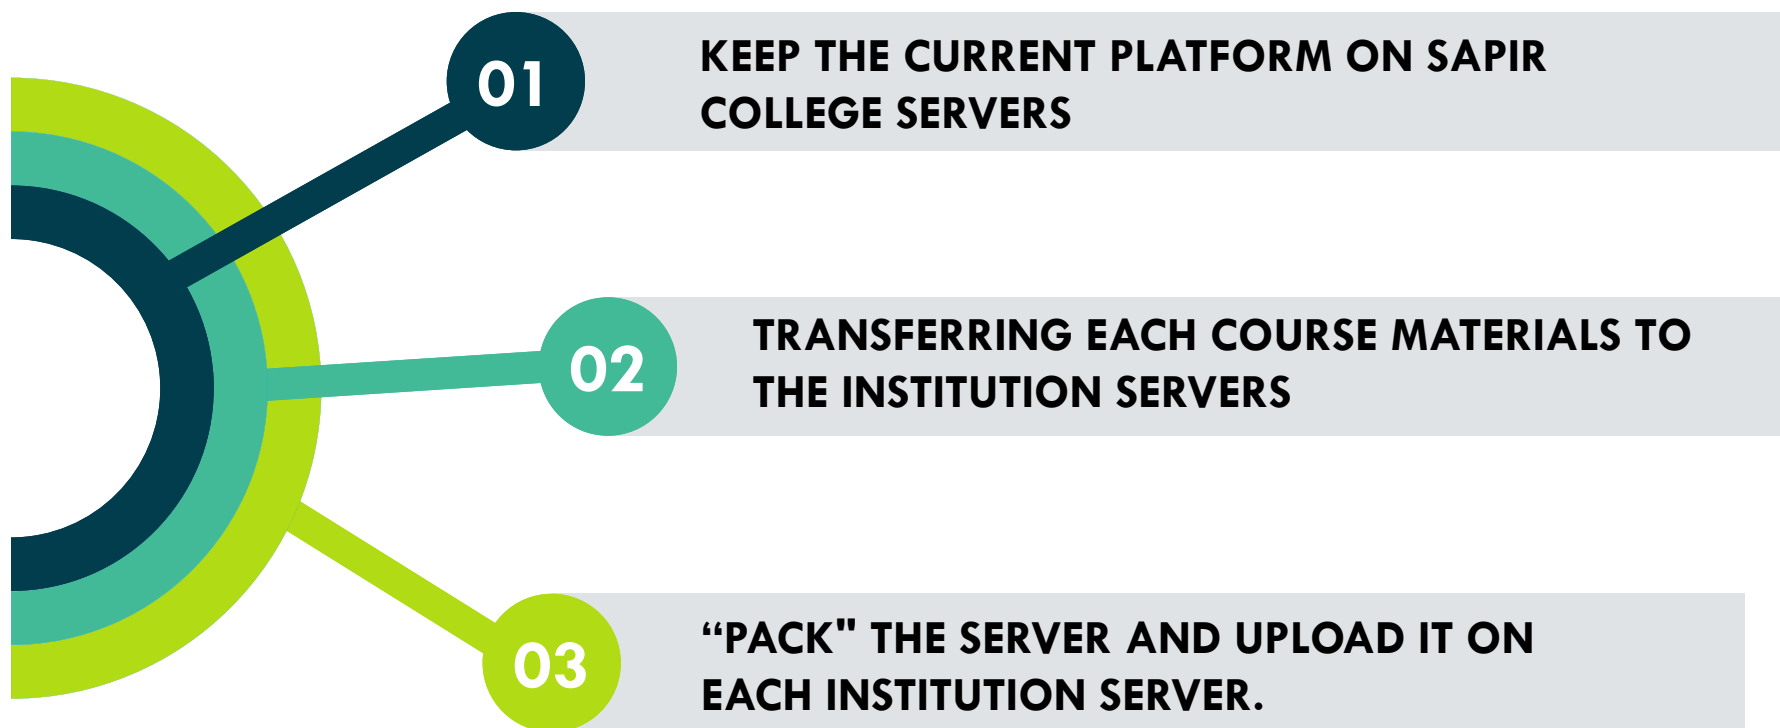 01
KEEP THE CURRENT PLATFORM ON SAPIR
COLLEGE SERVERS
02
TRANSFERRING EACH COURSE MATERIALS TO
THE INSTITUTION SERVERS
03
“PACK" THE SERVER AND UPLOAD IT ON
EACH INSTITUTION SERVER.